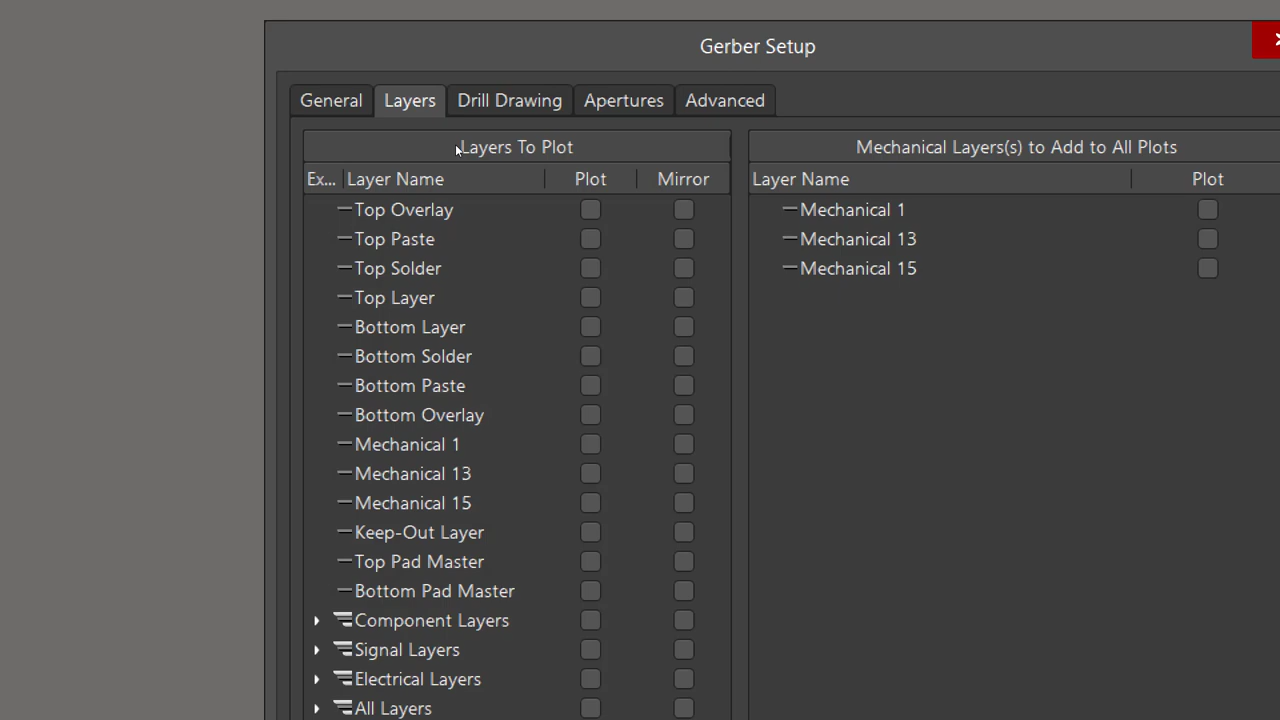 Gerber Setup
General Layers Drill Drawing Apertures Advanced
Layers To Plot
Ex... Layer Name Plot Mirror
Top Overlay
Top Paste
Top Solder
Top Layer
Bottom Layer
Bottom Solder
Bottom Paste
Bottom Overlay
Mechanical 1
Mechanical 13
Mechanical 15
Keep-Out Layer
Top Pad Master
Bottom Pad Master
Component Layers
Signal Layers
Electrical Layers
All Layers
Mechanical Layers(s) to Add to All Plots
Layer Name Plot
Mechanical 1
Mechanical 13
Mechanical 15